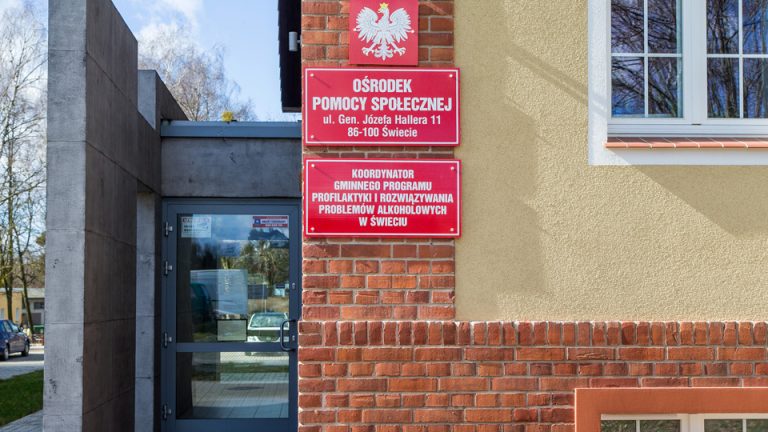 OŚRODEK
POMOCY SPOŁECZNEJ
ul. Gen. Józefa Hallera 11
86-100 Świecie
KOORDYNATOR
GMINNEGO PROGRAMU
PROFILAKTYKI I ROZWIĄZYWANIA
PROBLEMÓW ALKOHOLOWYCH
W ŚWIECIU